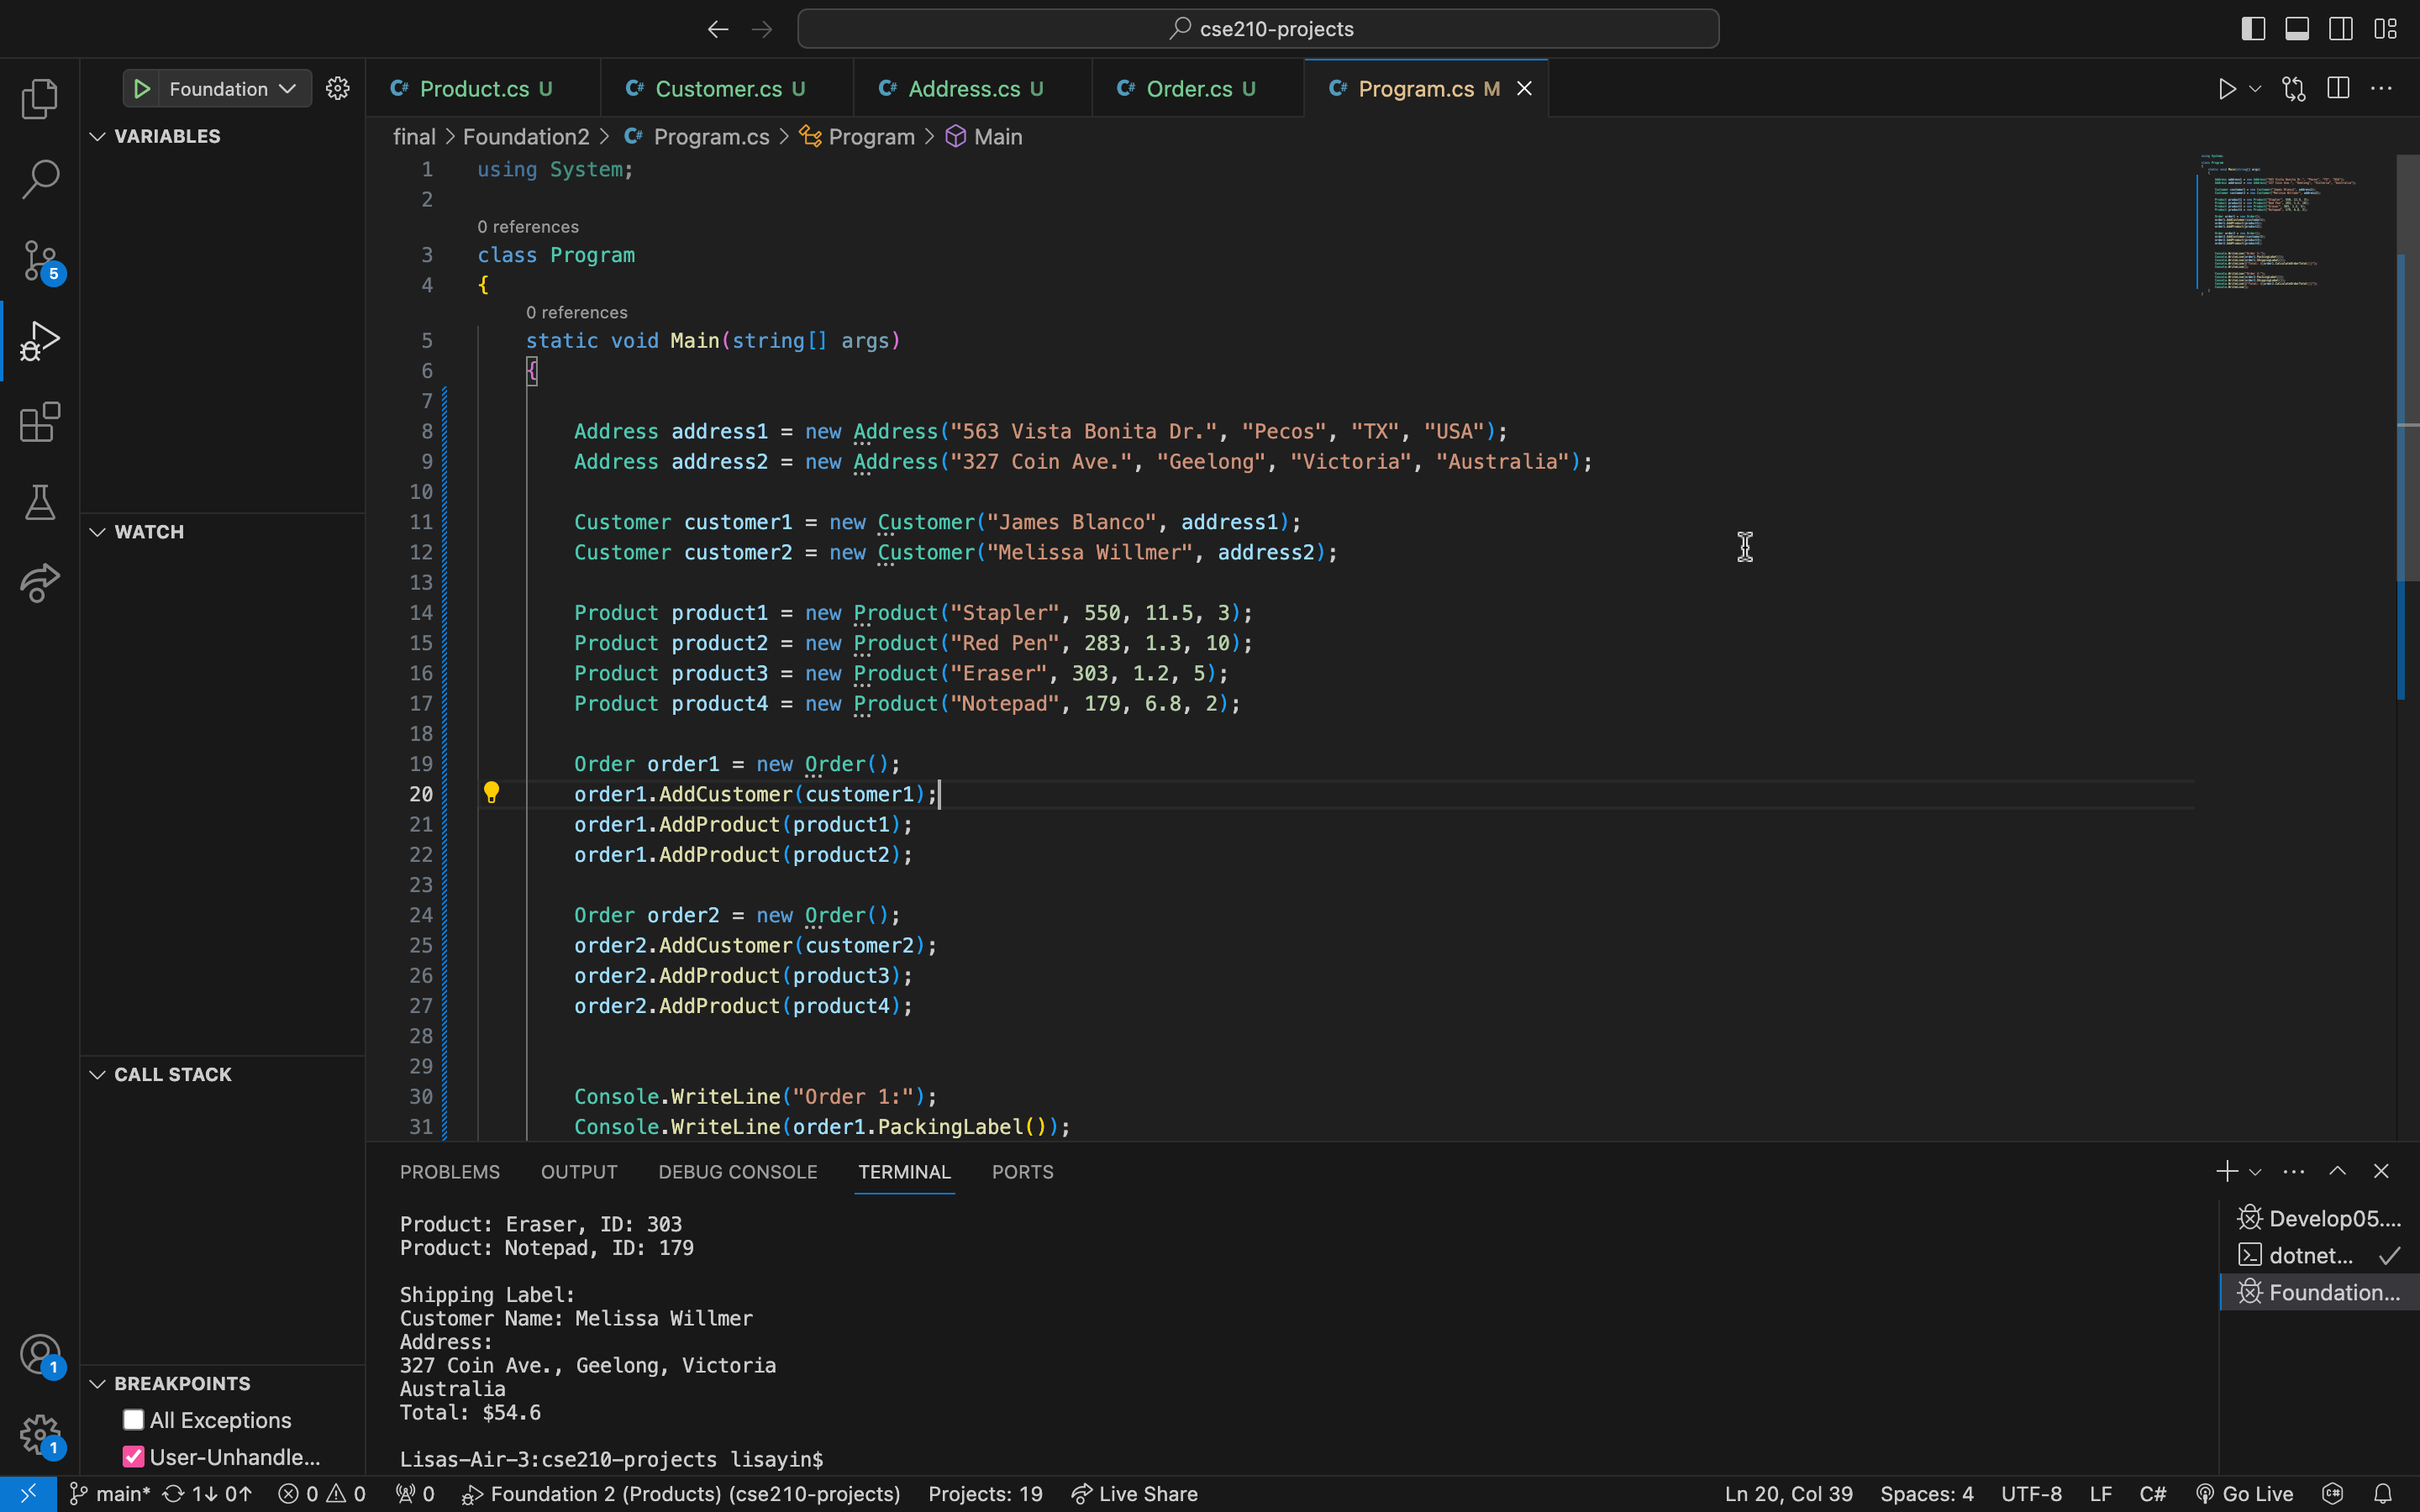 cse210-projects
Foundation
Product.cs U
Customer.cs U
Address.cs U
Order.cs U
Program.cs M
final > Foundation2 > Program.cs > Program > Main
VARIABLES
WATCH
CALL STACK
BREAKPOINTS
All Exceptions
User-Unhandle...
5
1
1
1 using System;
2
0 references
3 class Program
4 {
0 references
5 static void Main(string[] args)
6 {
7
8 Address address1 = new Address("563 Vista Bonita Dr.", "Pecos", "TX", "USA");
9 Address address2 = new Address("327 Coin Ave.", "Geelong", "Victoria", "Australia");
10
11 Customer customer1 = new Customer("James Blanco", address1);
12 Customer customer2 = new Customer("Melissa Willmer", address2);
13
14 Product product1 = new Product("Stapler", 550, 11.5, 3);
15 Product product2 = new Product("Red Pen", 283, 1.3, 10);
16 Product product3 = new Product("Eraser", 303, 1.2, 5);
17 Product product4 = new Product("Notepad", 179, 6.8, 2);
18
19 Order order1 = new Order();
20 order1.AddCustomer(customer1);
21 order1.AddProduct(product1);
22 order1.AddProduct(product2);
23
24 Order order2 = new Order();
25 order2.AddCustomer(customer2);
26 order2.AddProduct(product3);
27 order2.AddProduct(product4);
28
29
30 Console.WriteLine("Order 1:");
31 Console.WriteLine(order1.PackingLabel());
PROBLEMS OUTPUT DEBUG CONSOLE TERMINAL PORTS
Product: Eraser, ID: 303
Product: Notepad, ID: 179
Shipping Label:
Customer Name: Melissa Willmer
Address:
327 Coin Ave., Geelong, Victoria
Australia
Total: $54.6
Lisas-Air-3:cse210-projects lisayin$
Develop05....
dotnet...
Foundation...
main* 1↓ 0↑ 0 0 0 Foundation 2 (Products) (cse210-projects) Projects: 19 Live Share Ln 20, Col 39 Spaces: 4 UTF-8 LF C# Go Live